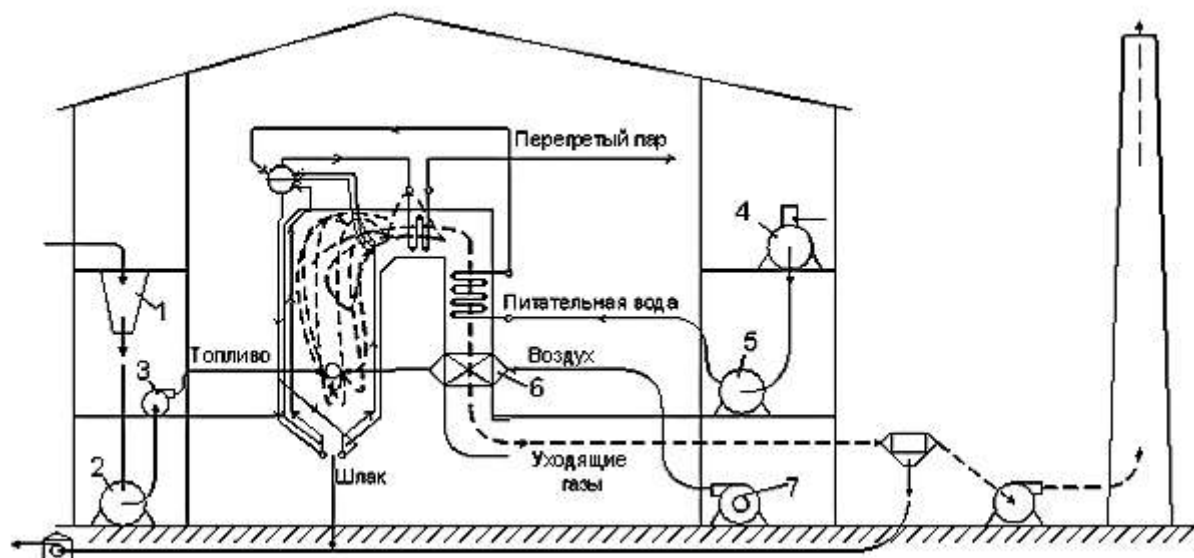 Перегретый пар
4
1
Питательная вода
3
Топливо
Воздух
5
6
2
Шлак
Уходящие
газы
7